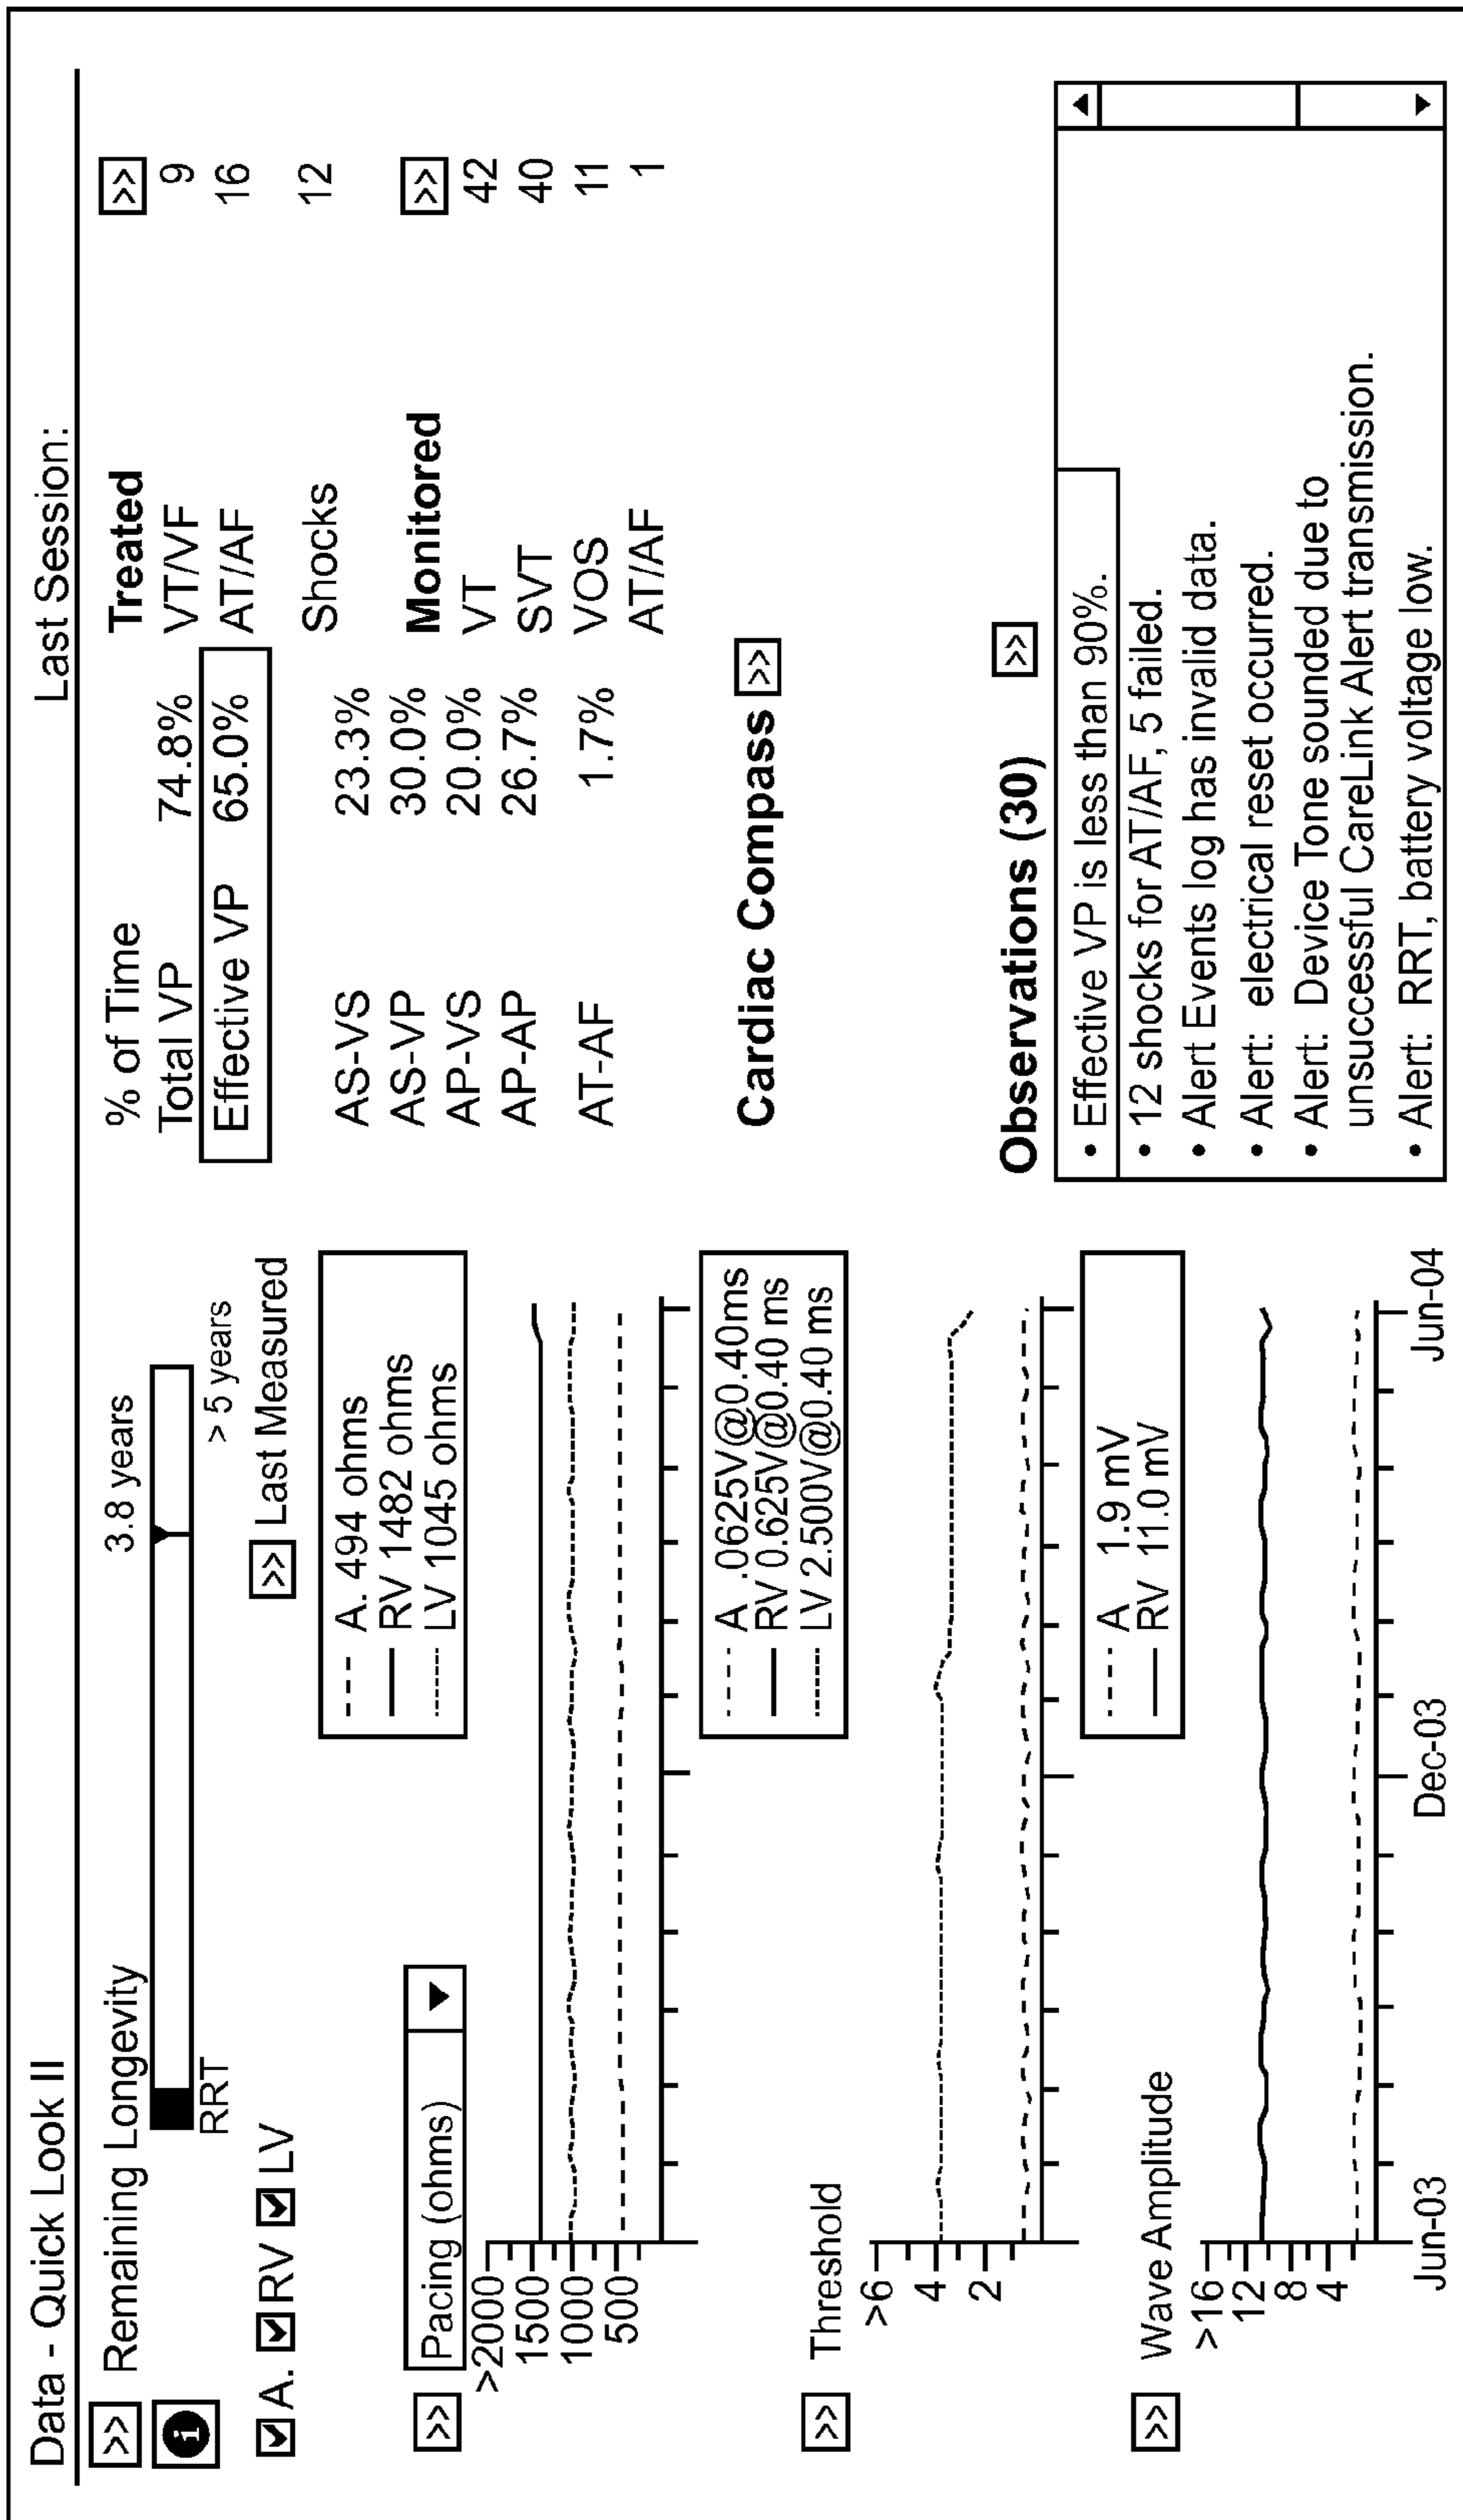 Data - Quick Look II
Last Session:
>> Remaining Longevity
3.8 years
i
RRT
> 5 years
A. RV LV
>> Last Measured
>> Pacing (ohms)
A. 494 ohms
RV 1482 ohms
LV 1045 ohms
>2000
1500
1000
500
>> Threshold
A .0625V@0.40ms
RV 0.625V@0.40 ms
LV 2.500V@0.40 ms
>6
4
2
>> Wave Amplitude
A 1.9 mV
RV 11.0 mV
>16
12
8
4
Jun-03 Dec-03 Jun-04
% of Time
Total VP 74.8%
Effective VP 65.0%
AS-VS 23.3%
AS-VP 30.0%
AP-VS 20.0%
AP-AP 26.7%
AT-AF 1.7%
Treated >>
VT/VF 9
AT/AF 16
Shocks 12
Monitored >>
VT 42
SVT 40
VOS 11
AT/AF 1
Cardiac Compass >>
Observations (30) >>
• Effective VP is less than 90%.
• 12 shocks for AT/AF, 5 failed.
• Alert Events log has invalid data.
• Alert: electrical reset occurred.
• Alert: Device Tone sounded due to
unsuccessful CareLink Alert transmission.
• Alert: RRT, battery voltage low.